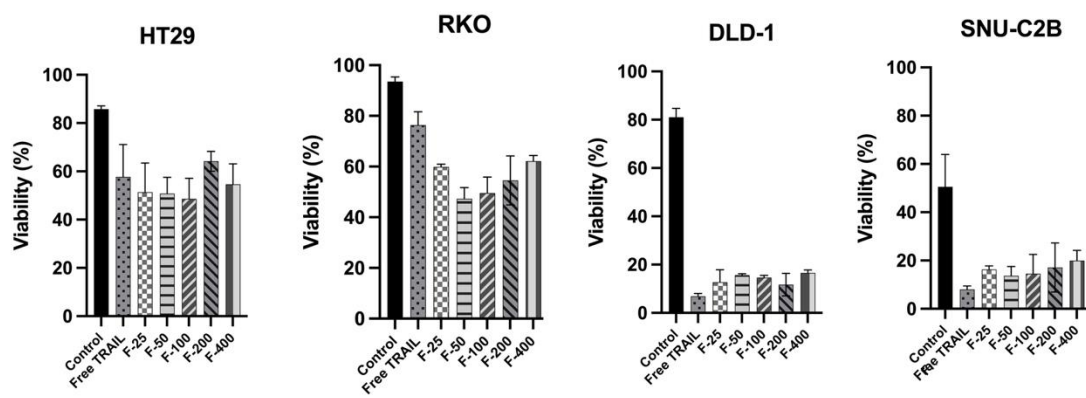 HT29
Viability (%)
100
80
60
40
20
0
Control
Free TRAIL
F-25
F-50
F-100
F-200
F-400
RKO
Viability (%)
100
80
60
40
20
0
Control
Free TRAIL
F-25
F-50
F-100
F-200
F-400
DLD-1
Viability (%)
100
80
60
40
20
0
Control
Free TRAIL
F-25
F-50
F-100
F-200
F-400
SNU-C2B
Viability (%)
100
80
60
40
20
0
Control
Free TRAIL
F-25
F-50
F-100
F-200
F-400